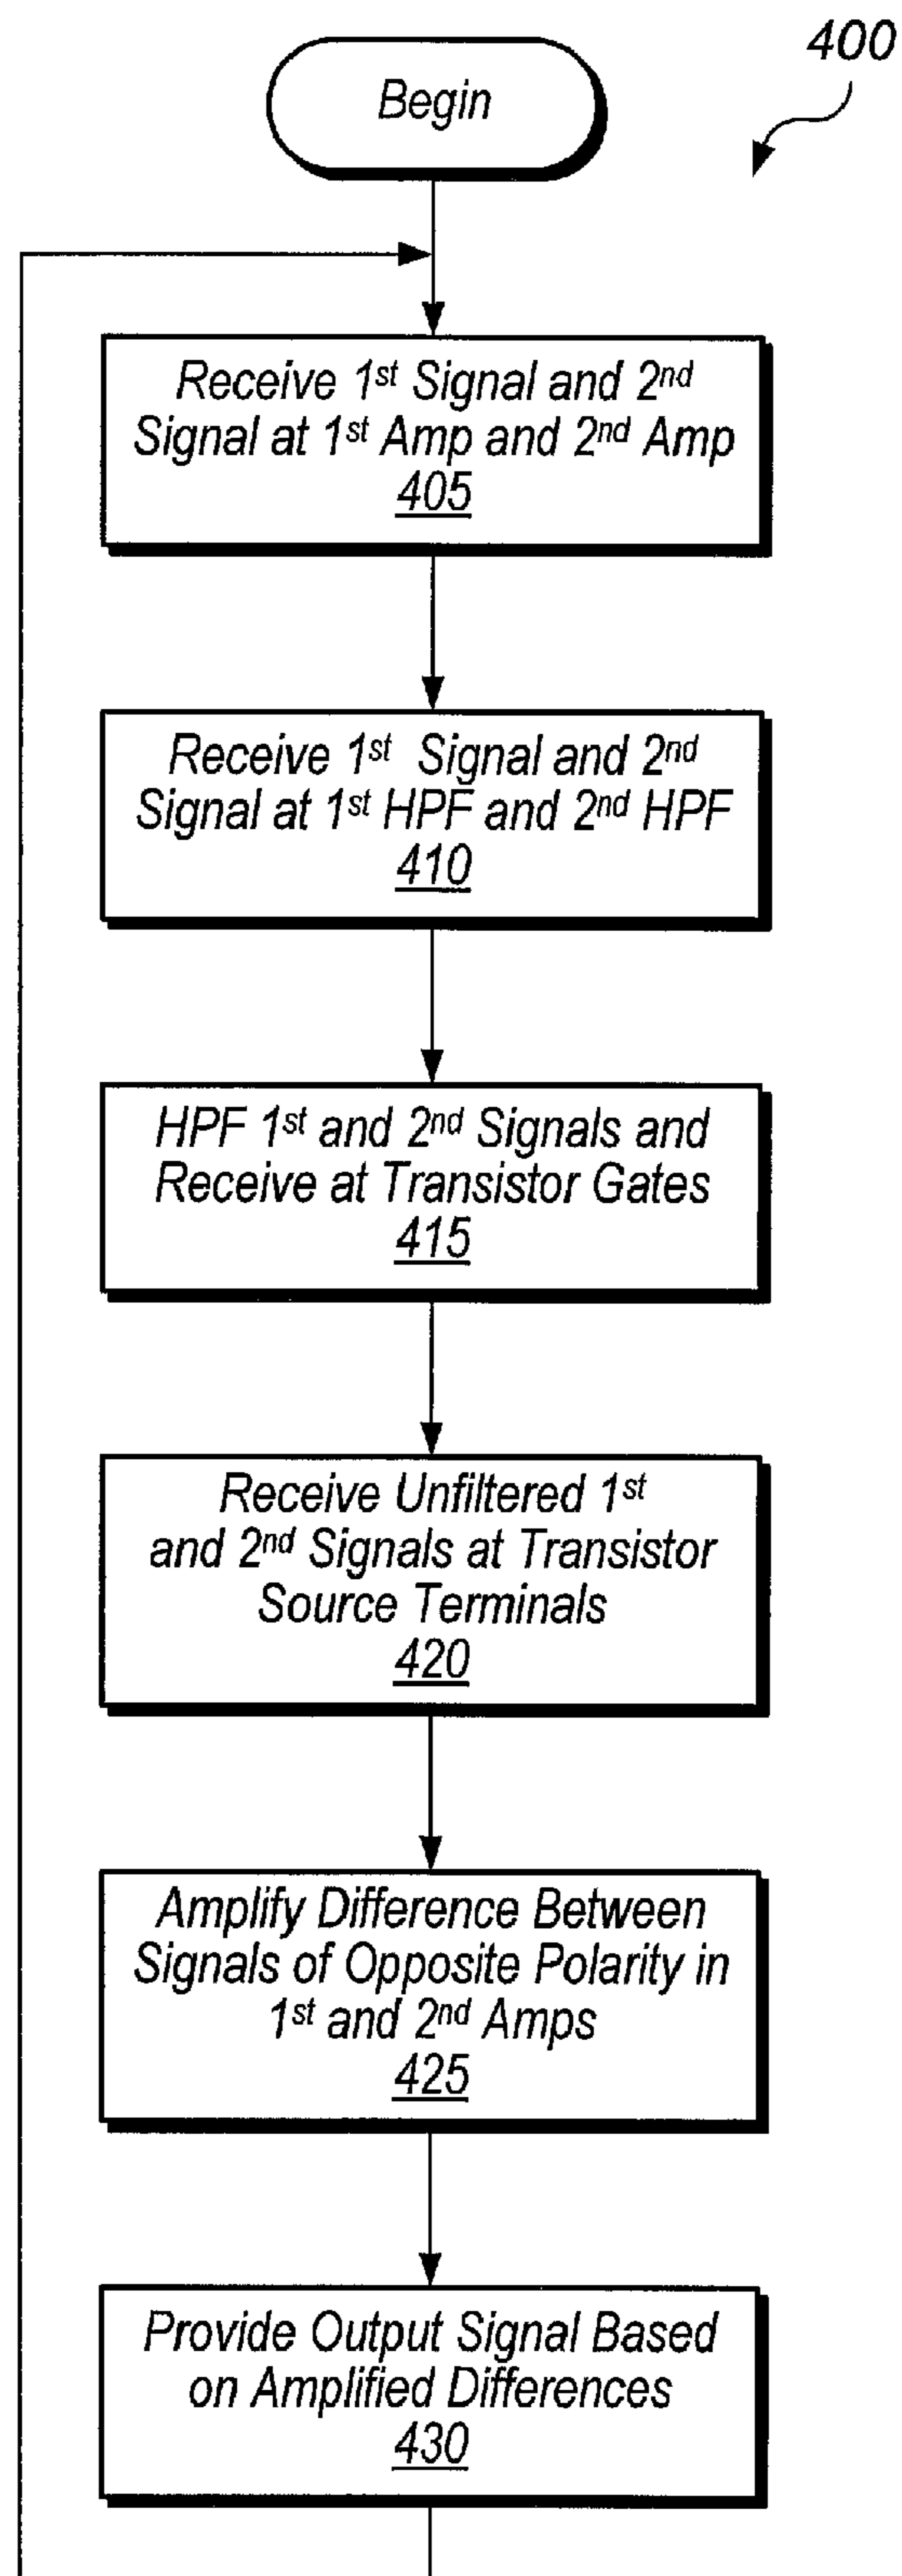 400
Begin
Receive 1st Signal and 2nd
Signal at 1st Amp and 2nd Amp
405
Receive 1st Signal and 2nd
Signal at 1st HPF and 2nd HPF
410
HPF 1st and 2nd Signals and
Receive at Transistor Gates
415
Receive Unfiltered 1st
and 2nd Signals at Transistor
Source Terminals
420
Amplify Difference Between
Signals of Opposite Polarity in
1st and 2nd Amps
425
Provide Output Signal Based
on Amplified Differences
430